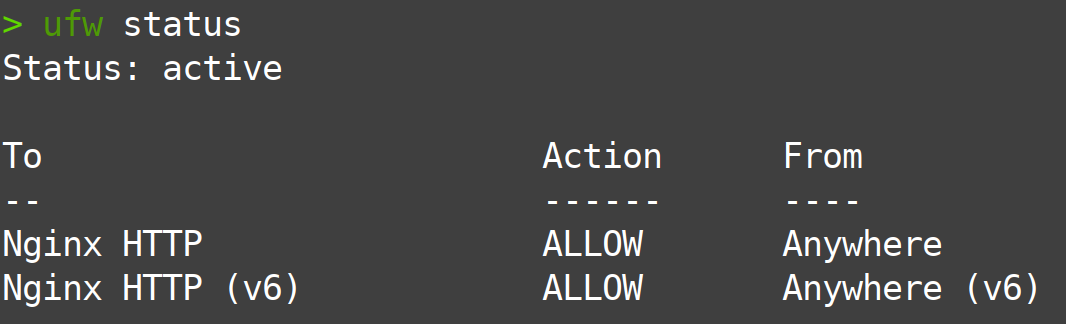 > ufw status
Status: active
To                         Action      From
--                         ------      ----
Nginx HTTP                 ALLOW       Anywhere
Nginx HTTP (v6)            ALLOW       Anywhere (v6)